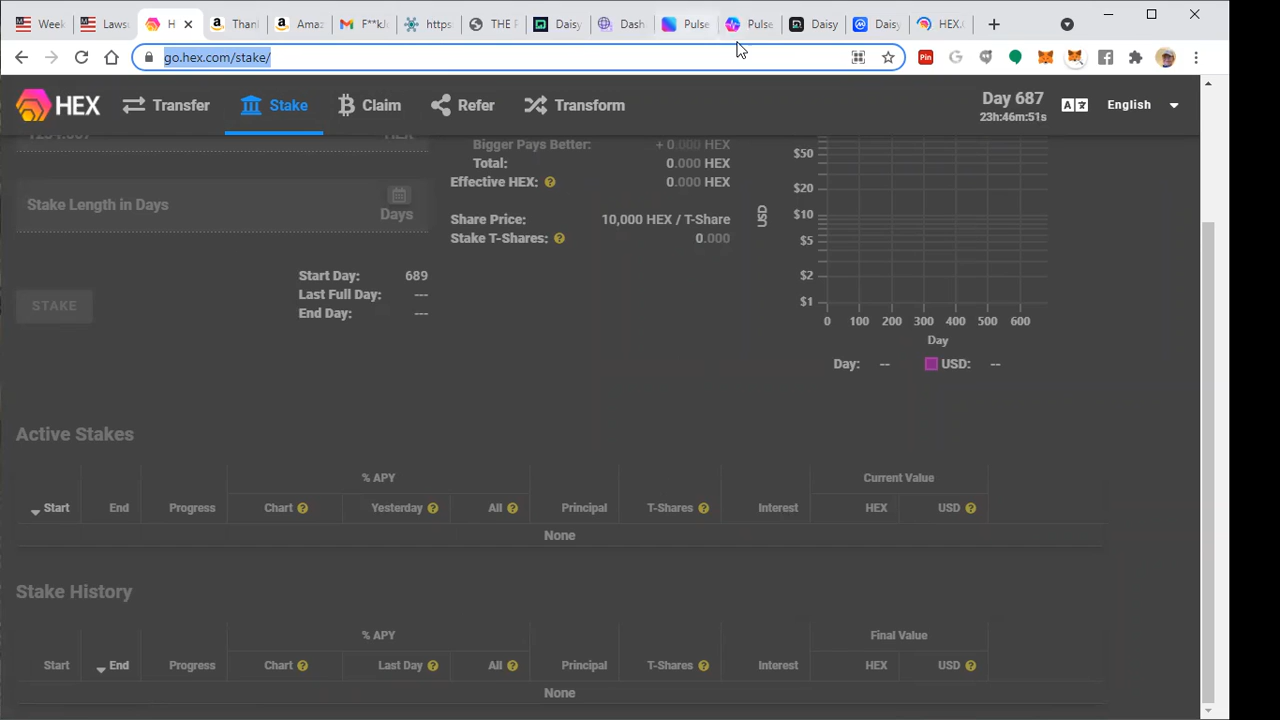 Week Laws H Thank Amaz F**kJ https THE F Daisy Dash Pulse Pulse Daisy Daisy HEX/
go.hex.com/stake/ Pin
HEX Transfer Stake Claim Refer Transform Day 687 English
23h:46m:51s
HEX
Bigger Pays Better: + 0.000 HEX
Total: 0.000 HEX
Effective HEX: ? 0.000 HEX
Stake Length in Days
Days
Share Price: 10,000 HEX / T-Share
Stake T-Shares: ? 0.000
Start Day: 689
Last Full Day: ---
End Day: ---
STAKE
$50
$20
$10
$5
$2
$1
USD
0 100 200 300 400 500 600
Day
Day: -- USD: --
Active Stakes
% APY Current Value
Start End Progress Chart ? Yesterday ? All ? Principal T-Shares ? Interest HEX USD ?
None
Stake History
% APY Final Value
Start End Progress Chart ? Last Day ? All ? Principal T-Shares ? Interest HEX USD ?
None